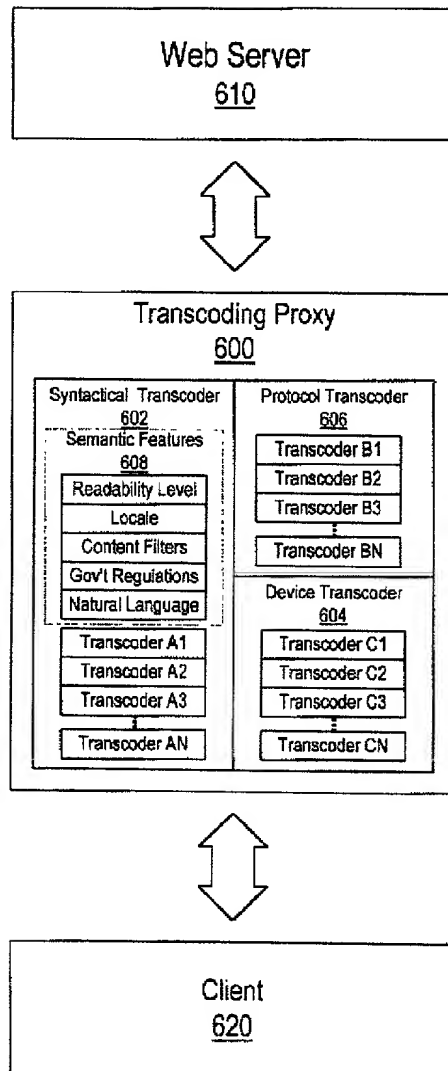 Web Server
610
Transcoding Proxy
600
Syntactical Transcoder
602
Semantic Features
608
Readability Level
Locale
Content Filters
Gov't Regulations
Natural Language
Transcoder A1
Transcoder A2
Transcoder A3
Transcoder AN
Protocol Transcoder
606
Transcoder B1
Transcoder B2
Transcoder B3
Transcoder BN
Device Transcoder
604
Transcoder C1
Transcoder C2
Transcoder C3
Transcoder CN
Client
620